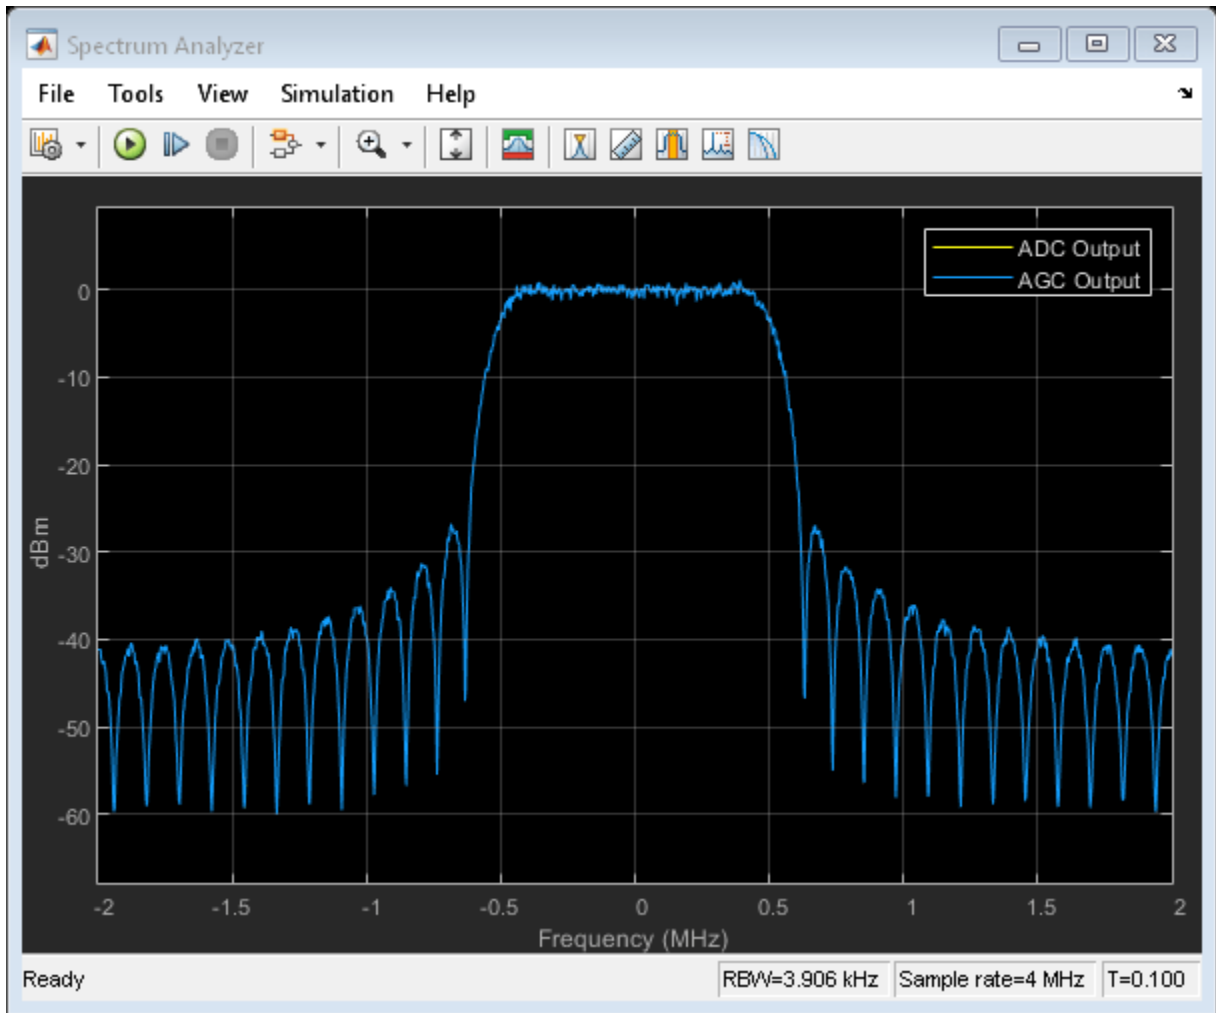 Spectrum Analyzer
File Tools View Simulation Help
ADC Output
AGC Output
0
-10
-20
-30
-40
-50
-60
dBm
-2 -1.5 -1 -0.5 0 0.5 1 1.5 2
Frequency (MHz)
Ready RBW=3.906 kHz Sample rate=4 MHz T=0.100